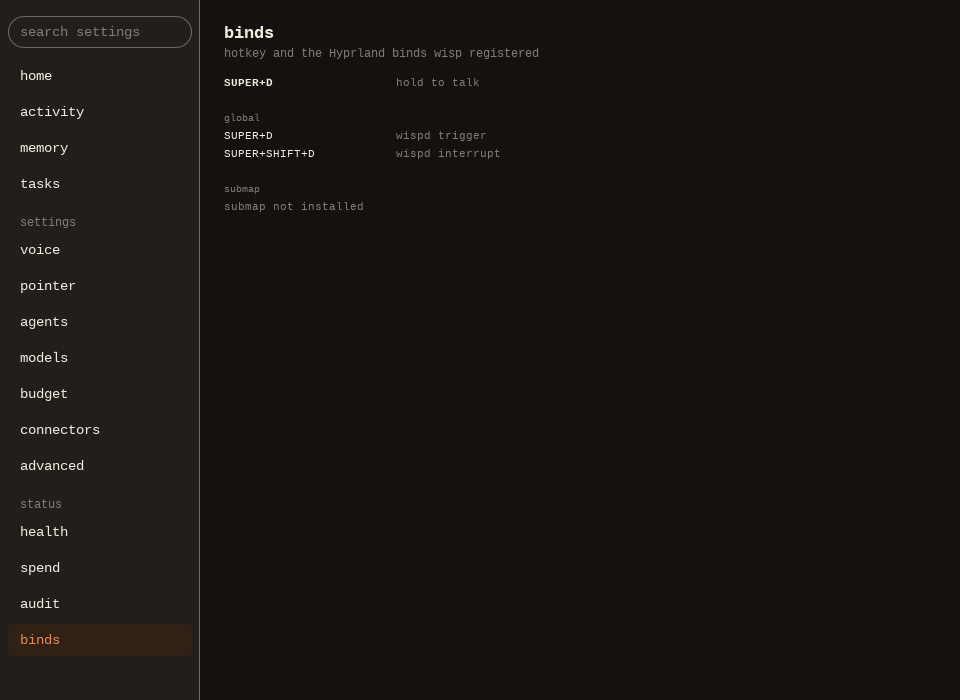 search settings
home
activity
memory
tasks
settings
voice
pointer
agents
models
budget
connectors
advanced
status
health
spend
audit
binds
binds
hotkey and the Hyprland binds wisp registered
SUPER+D hold to talk
global
SUPER+D wispd trigger
SUPER+SHIFT+D wispd interrupt
submap
submap not installed